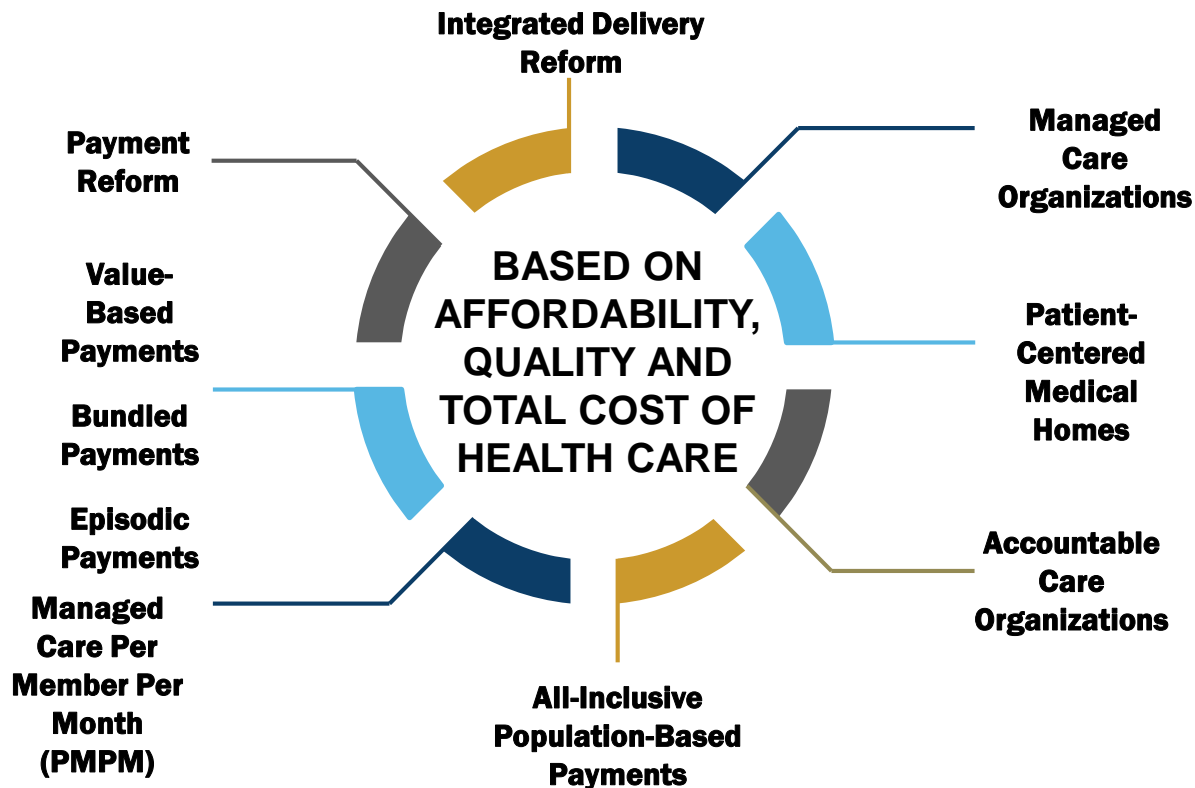 Integrated Delivery
Reform
Managed
Care
Organizations
Patient-
Centered
Medical
Homes
Accountable
Care
Organizations
All-Inclusive
Population-Based
Payments
Payment
Reform
Value-
Based
Payments
Bundled
Payments
Episodic
Payments
Managed
Care Per
Member Per
Month
(PMPM)
BASED ON
AFFORDABILITY,
QUALITY AND
TOTAL COST OF
HEALTH CARE